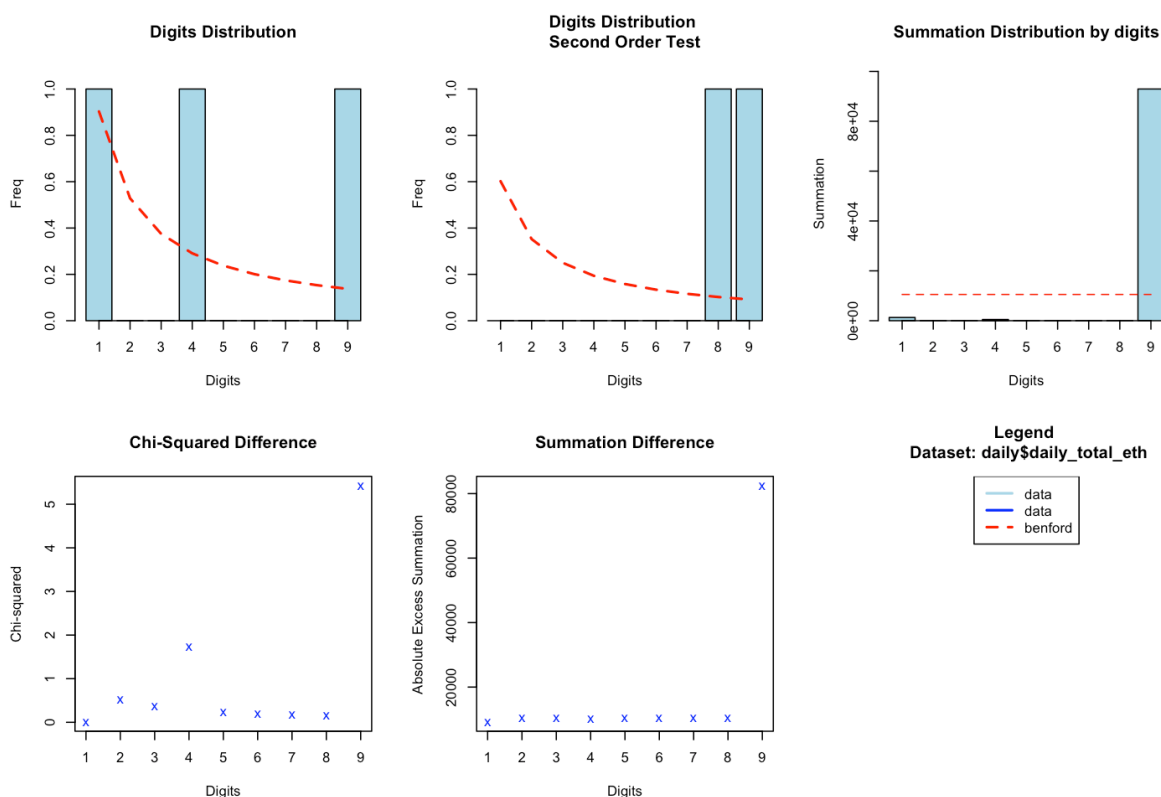 Digits Distribution
Freq
0.0 0.2 0.4 0.6 0.8 1.0
1 2 3 4 5 6 7 8 9
Digits
Digits Distribution
Second Order Test
Freq
0.0 0.2 0.4 0.6 0.8 1.0
1 2 3 4 5 6 7 8 9
Digits
Summation Distribution by digits
Summation
0e+00 4e+04 8e+04
1 2 3 4 5 6 7 8 9
Digits
Chi-Squared Difference
Chi-squared
0 1 2 3 4 5
1 2 3 4 5 6 7 8 9
Digits
Summation Difference
Absolute Excess Summation
20000 40000 60000 80000
1 2 3 4 5 6 7 8 9
Digits
Legend
Dataset: daily$daily_total_eth
data
data
benford